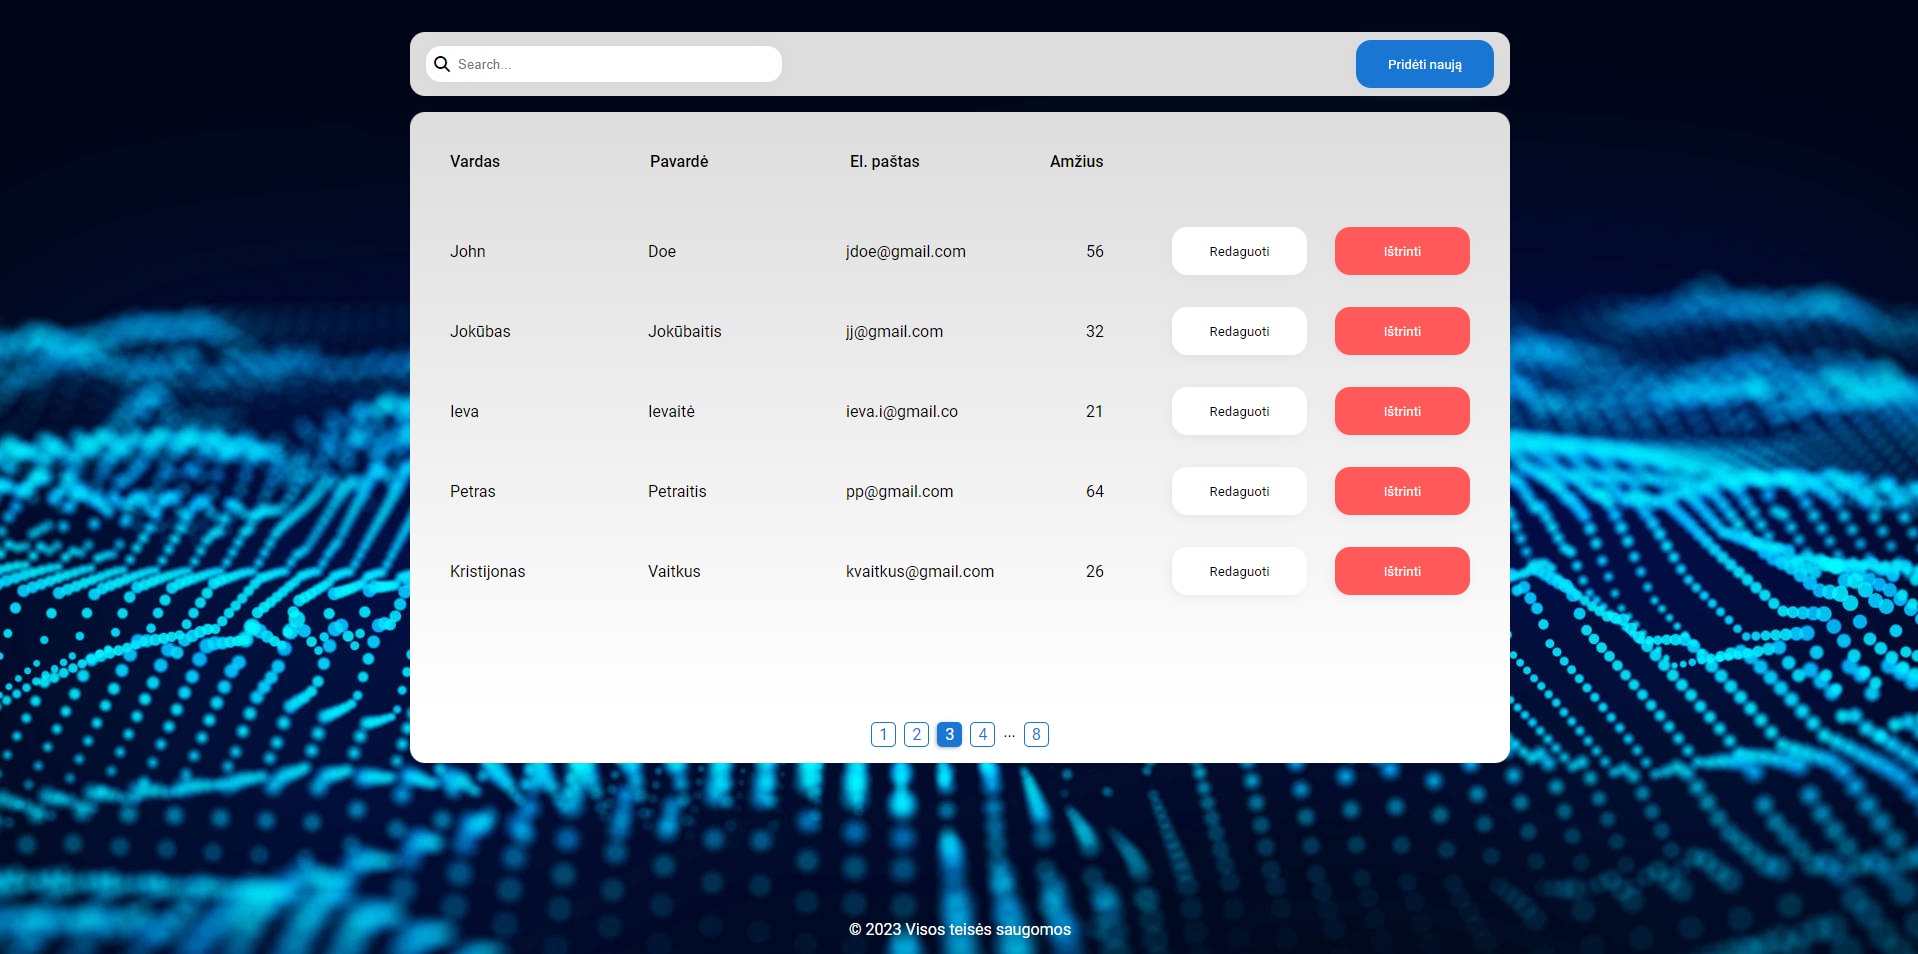 Search...
Pridėti naują
Vardas Pavardė El. paštas Amžius
John Doe jdoe@gmail.com 56 Redaguoti Ištrinti
Jokūbas Jokūbaitis jj@gmail.com 32 Redaguoti Ištrinti
Ieva Ievaitė ieva.i@gmail.co 21 Redaguoti Ištrinti
Petras Petraitis pp@gmail.com 64 Redaguoti Ištrinti
Kristijonas Vaitkus kvaitkus@gmail.com 26 Redaguoti Ištrinti
1 2 3 4 ... 8
© 2023 Visos teisės saugomos